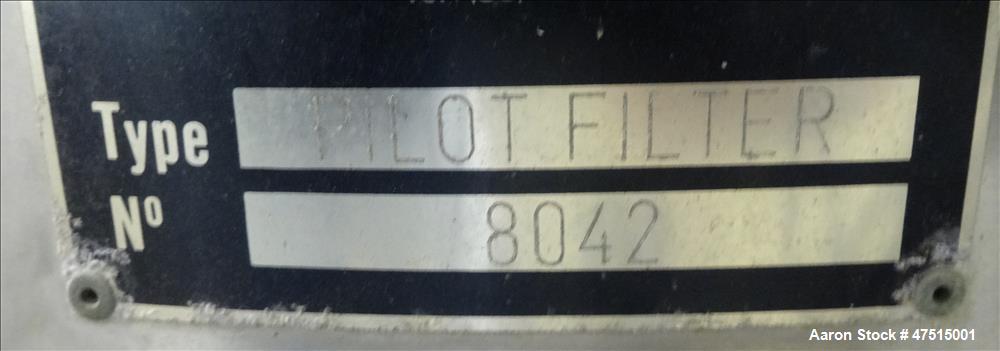 Type PILOT FILTER
Nº 8042
Aaron Stock # 47515001